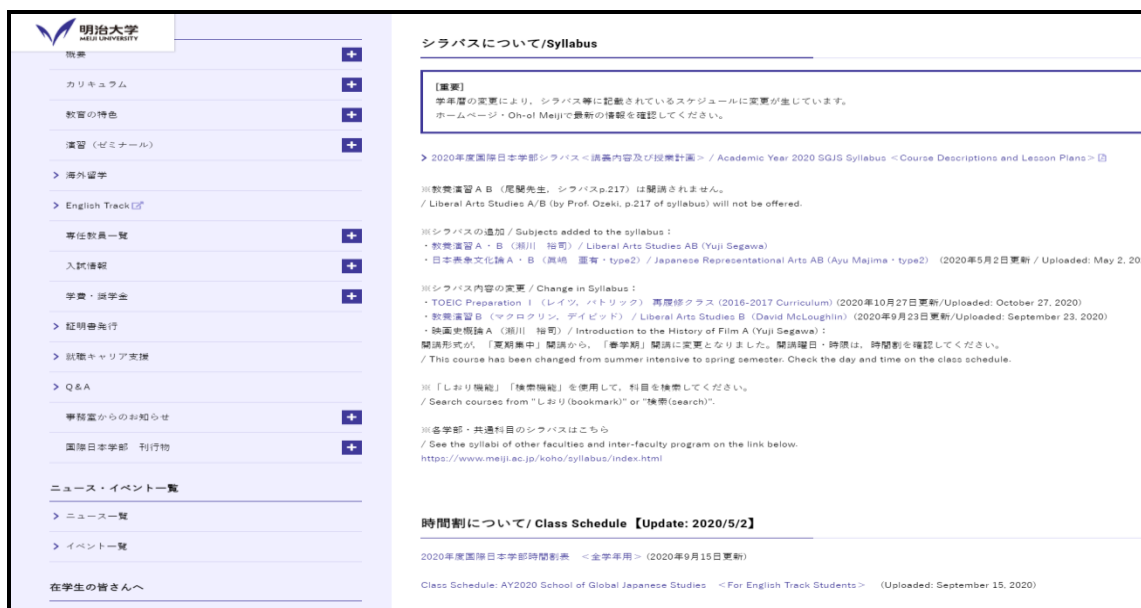 明治大学
MEIJI UNIVERSITY
概要
カリキュラム
教育の特色
演習（ゼミナール）
海外留学
English Track
専任教員一覧
入試情報
学費・奨学金
証明書発行
就職キャリア支援
Q&A
事務室からのお知らせ
国際日本学部　刊行物
ニュース・イベント一覧
ニュース一覧
イベント一覧
在学生の皆さんへ
シラバスについて/Syllabus
[重要]
学年暦の変更により，シラバス等に記載されているスケジュールに変更が生じています。
ホームページ・Oh-o! Meijiで最新の情報を確認してください。
2020年度国際日本学部シラバス＜講義内容及び授業計画＞ / Academic Year 2020 SGJS Syllabus ＜Course Descriptions and Lesson Plans＞
※教養演習ＡＢ（尾関先生，シラバスp.217）は開講されません。
/ Liberal Arts Studies A/B (by Prof. Ozeki, p.217 of syllabus) will not be offered.
※シラバスの追加 / Subjects added to the syllabus：
・教養演習Ａ・Ｂ（瀬川　裕司）/ Liberal Arts Studies AB (Yuji Segawa)
・日本表象文化論Ａ・Ｂ（眞嶋　亜有・type2）/ Japanese Representational Arts AB (Ayu Majima・type2) （2020年5月2日更新 / Uploaded: May 2, 20
※シラバス内容の変更 / Change in Syllabus：
・TOEIC Preparation Ⅰ（レイツ，パトリック） 再履修クラス (2016-2017 Curriculum) (2020年10月27日更新/Uploaded: October 27, 2020)
・教養演習Ｂ（マクロクリン，デイビッド）/ Liberal Arts Studies B (David McLoughlin) (2020年9月23日更新/Uploaded: September 23, 2020)
・映画史概論Ａ（瀬川　裕司）/ Introduction to the History of Film A (Yuji Segawa)：
開講形式が，「夏期集中」開講から，「春学期」開講に変更となりました。開講曜日・時限は，時間割を確認してください。
/ This course has been changed from summer intensive to spring semester. Check the day and time on the class schedule.
※「しおり機能」「検索機能」を使用して，科目を検索してください。
/ Search courses from "しおり(bookmark)" or "検索(search)".
※各学部・共通科目のシラバスはこちら
/ See the syllabi of other faculties and inter-faculty program on the link below.
https://www.meiji.ac.jp/koho/syllabus/index.html
時間割について/ Class Schedule【Update: 2020/5/2】
2020年度国際日本学部時間割表　＜全学年用＞ (2020年9月15日更新)
Class Schedule: AY2020 School of Global Japanese Studies　＜For English Track Students＞　(Uploaded: September 15, 2020)